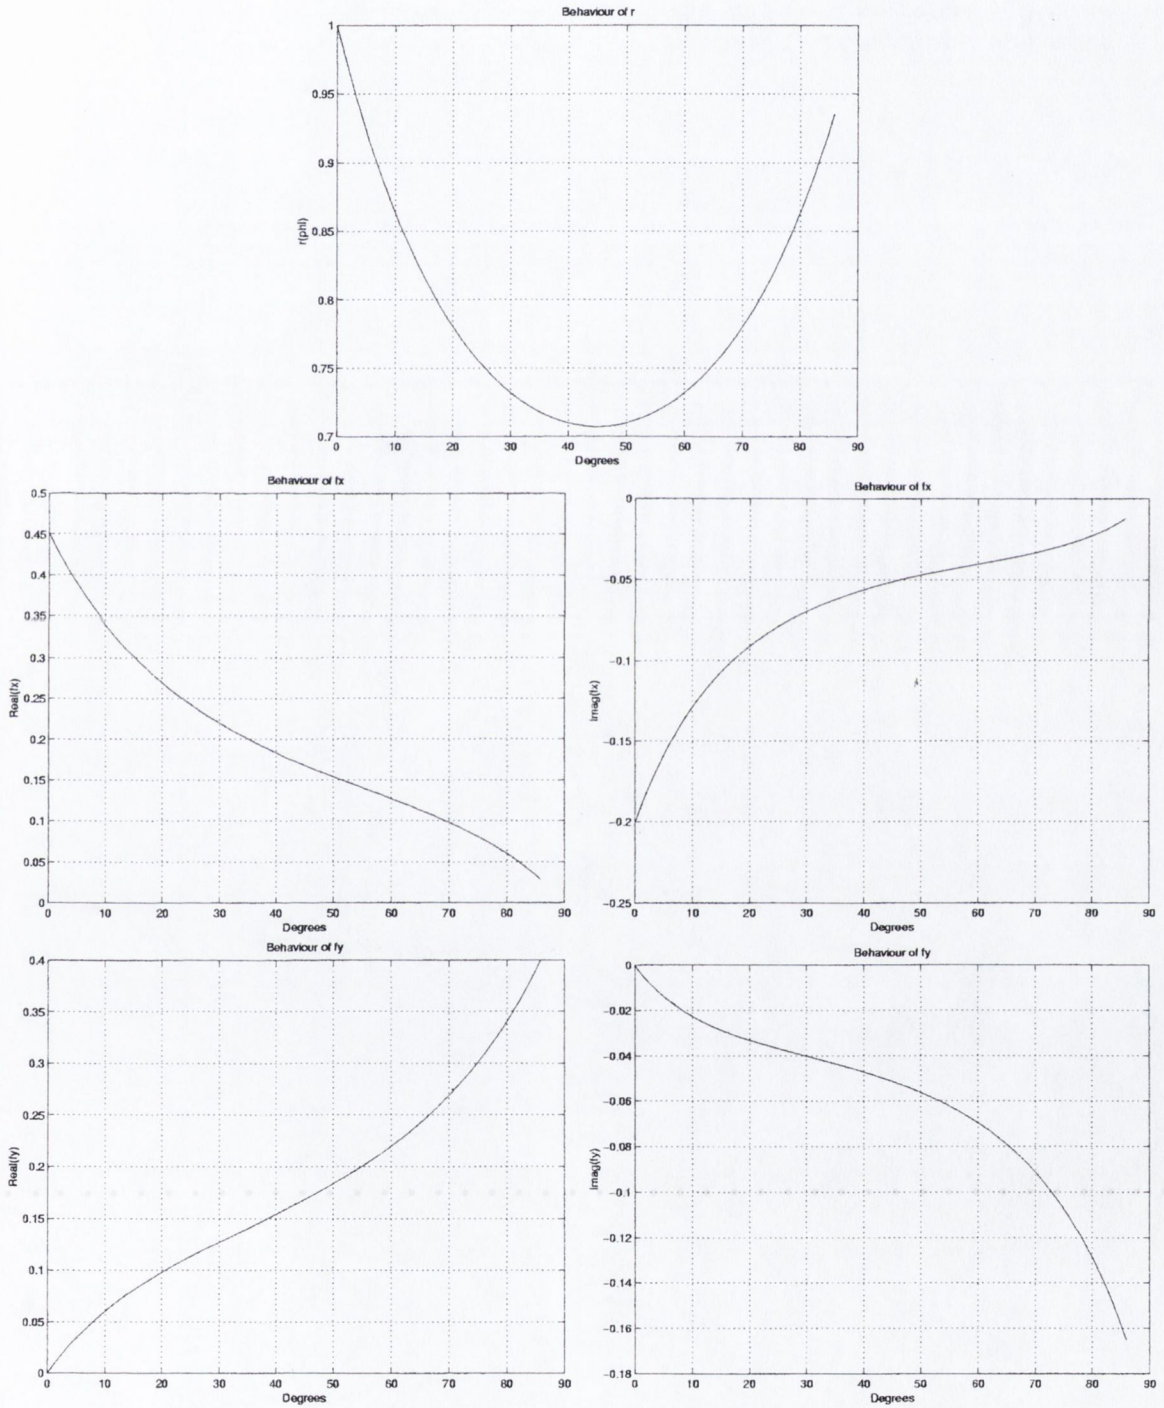 Behaviour of r
1
0.95
0.9
0.85
0.8
0.75
0.7
r(phi)
0 10 20 30 40 50 60 70 80 90
Degrees
Behaviour of fx
0.5
0.45
0.4
0.35
0.3
0.25
0.2
0.15
0.1
0.05
0
Real(fx)
0 10 20 30 40 50 60 70 80 90
Degrees
Behaviour of fx
0
-0.05
-0.1
-0.15
-0.2
-0.25
Imag(fx)
0 10 20 30 40 50 60 70 80 90
Degrees
Behaviour of fy
0.4
0.35
0.3
0.25
0.2
0.15
0.1
0.05
0
Real(fy)
0 10 20 30 40 50 60 70 80 90
Degrees
Behaviour of fy
0
-0.02
-0.04
-0.06
-0.08
-0.1
-0.12
-0.14
-0.16
-0.18
Imag(fy)
0 10 20 30 40 50 60 70 80 90
Degrees